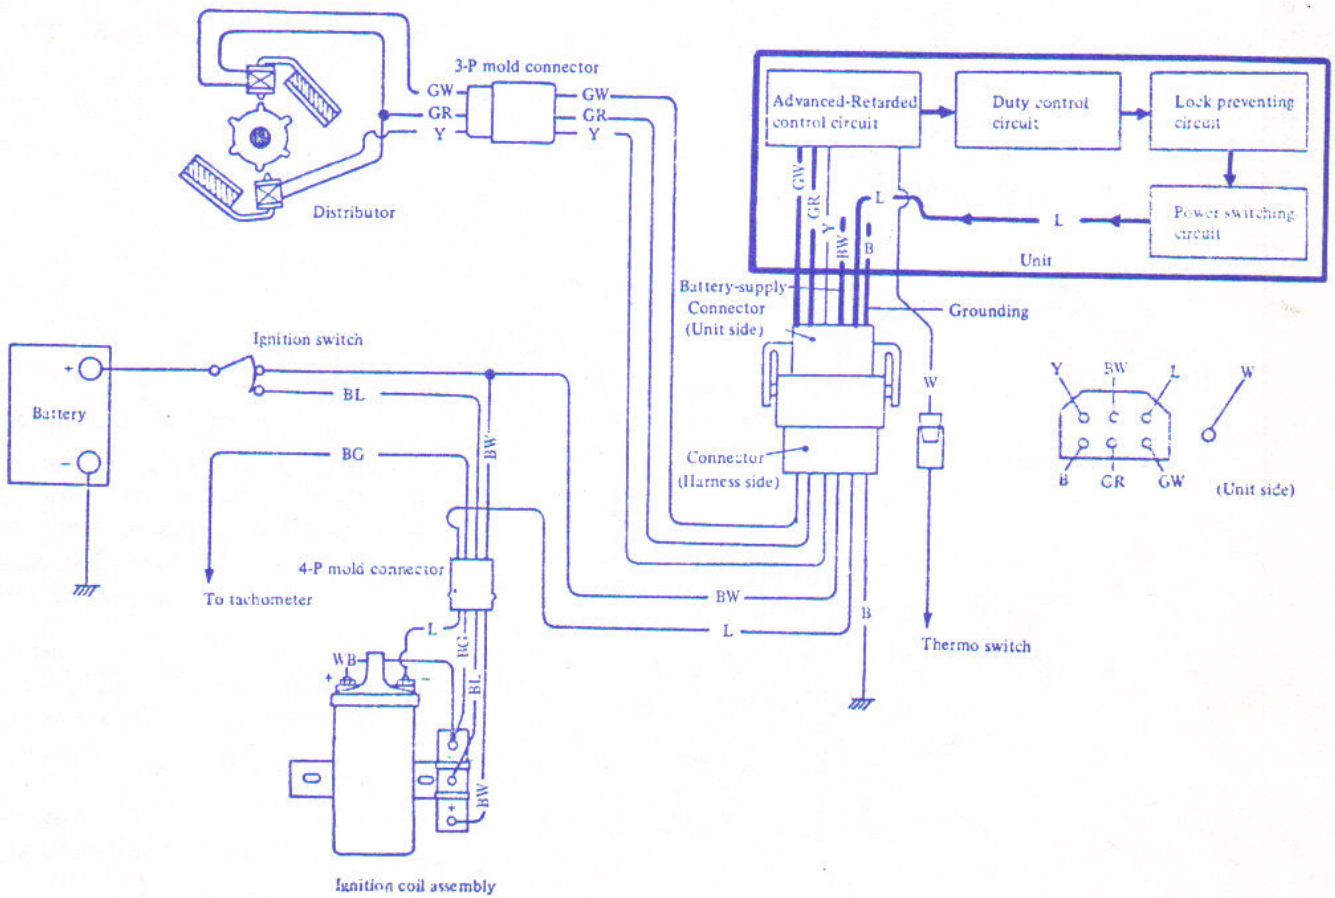 3-P mold connector
GW
GR
Y
GW
GR
Y
Distributor
Advanced-Retarded
control circuit
Duty control
circuit
Lock preventing
circuit
Power switching
circuit
Unit
GW
GR
Y
BW
L
B
L
Battery-supply
Connector
(Unit side)
Grounding
W
Ignition switch
+
Battery
-
BL
BG
BW
Connector
(Harness side)
Y
BW
L
W
B
GR
GW
(Unit side)
4-P mold connector
To tachometer
BW
L
B
Thermo switch
L
BG
WB
+
-
BL
BW
+
Ignition coil assembly